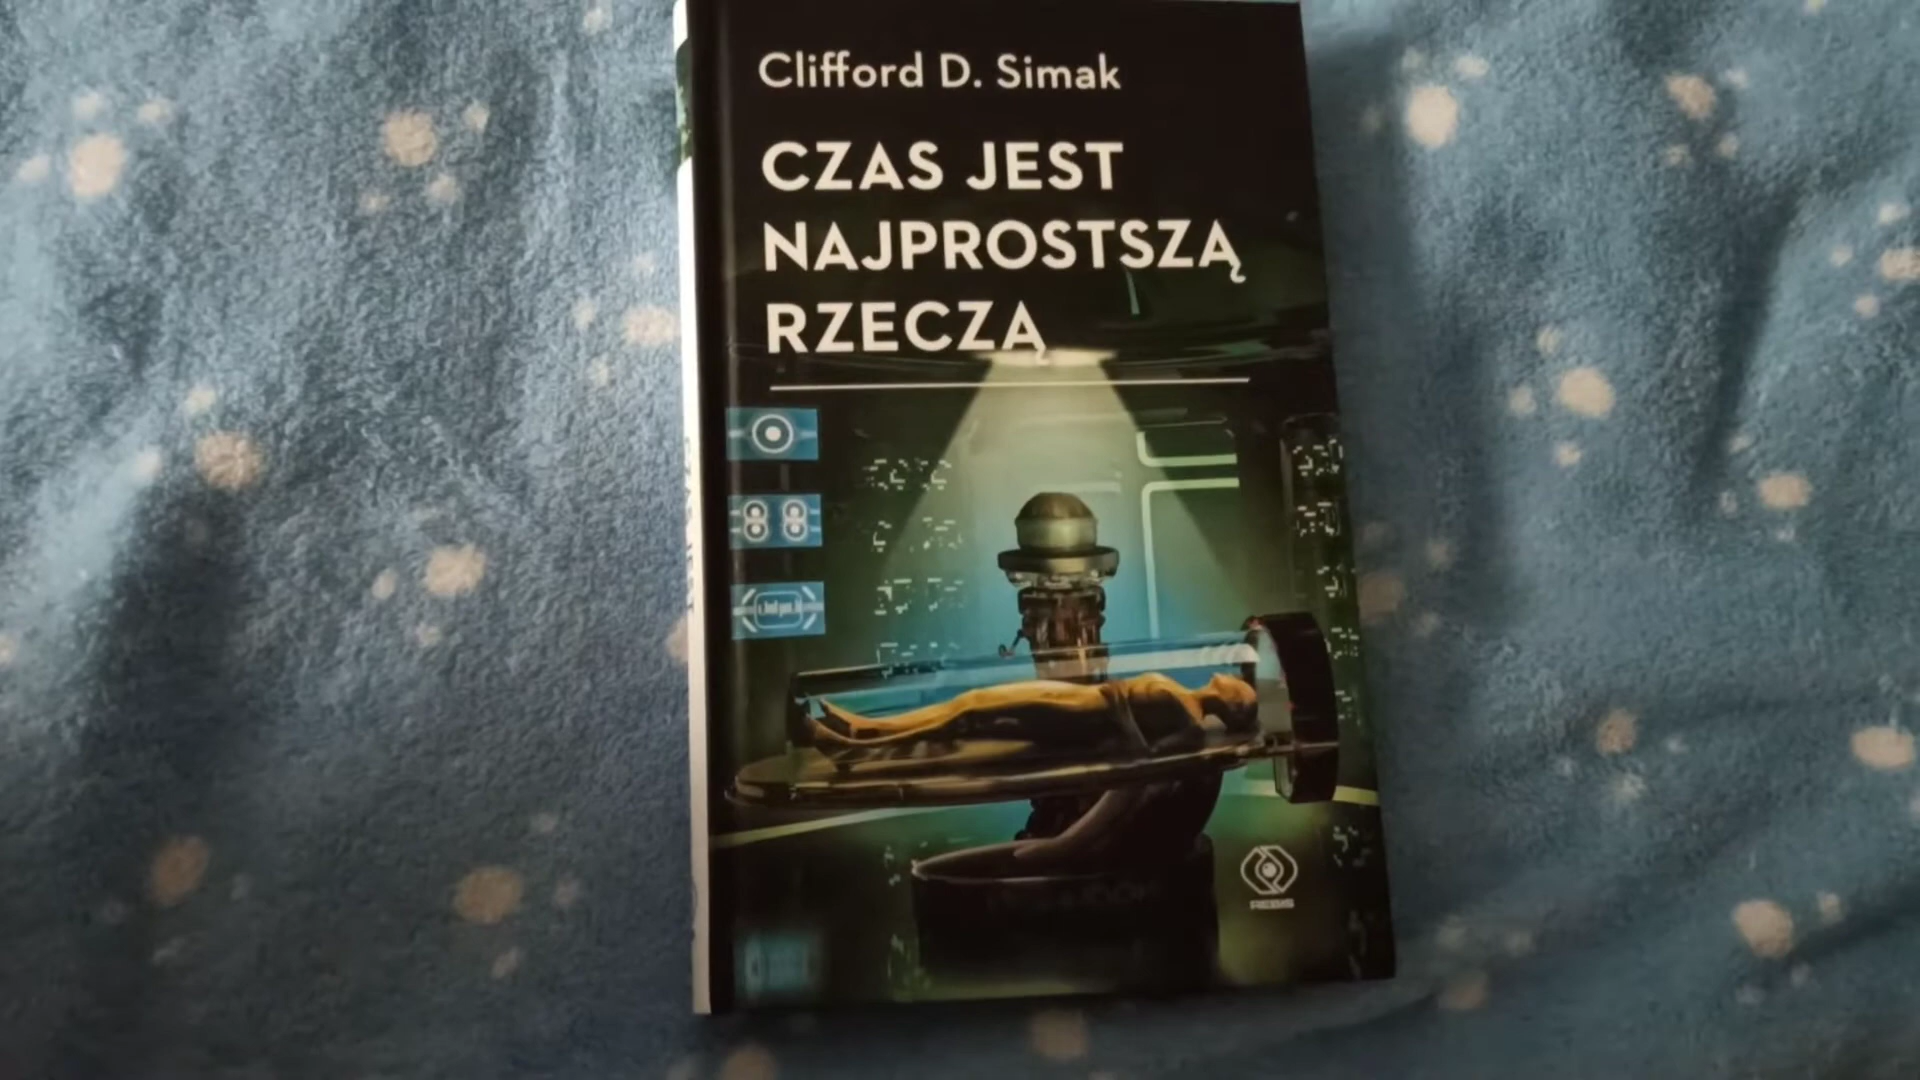 Clifford D. Simak
CZAS JEST
NAJPROSTSZĄ
RZECZĄ
REBIS